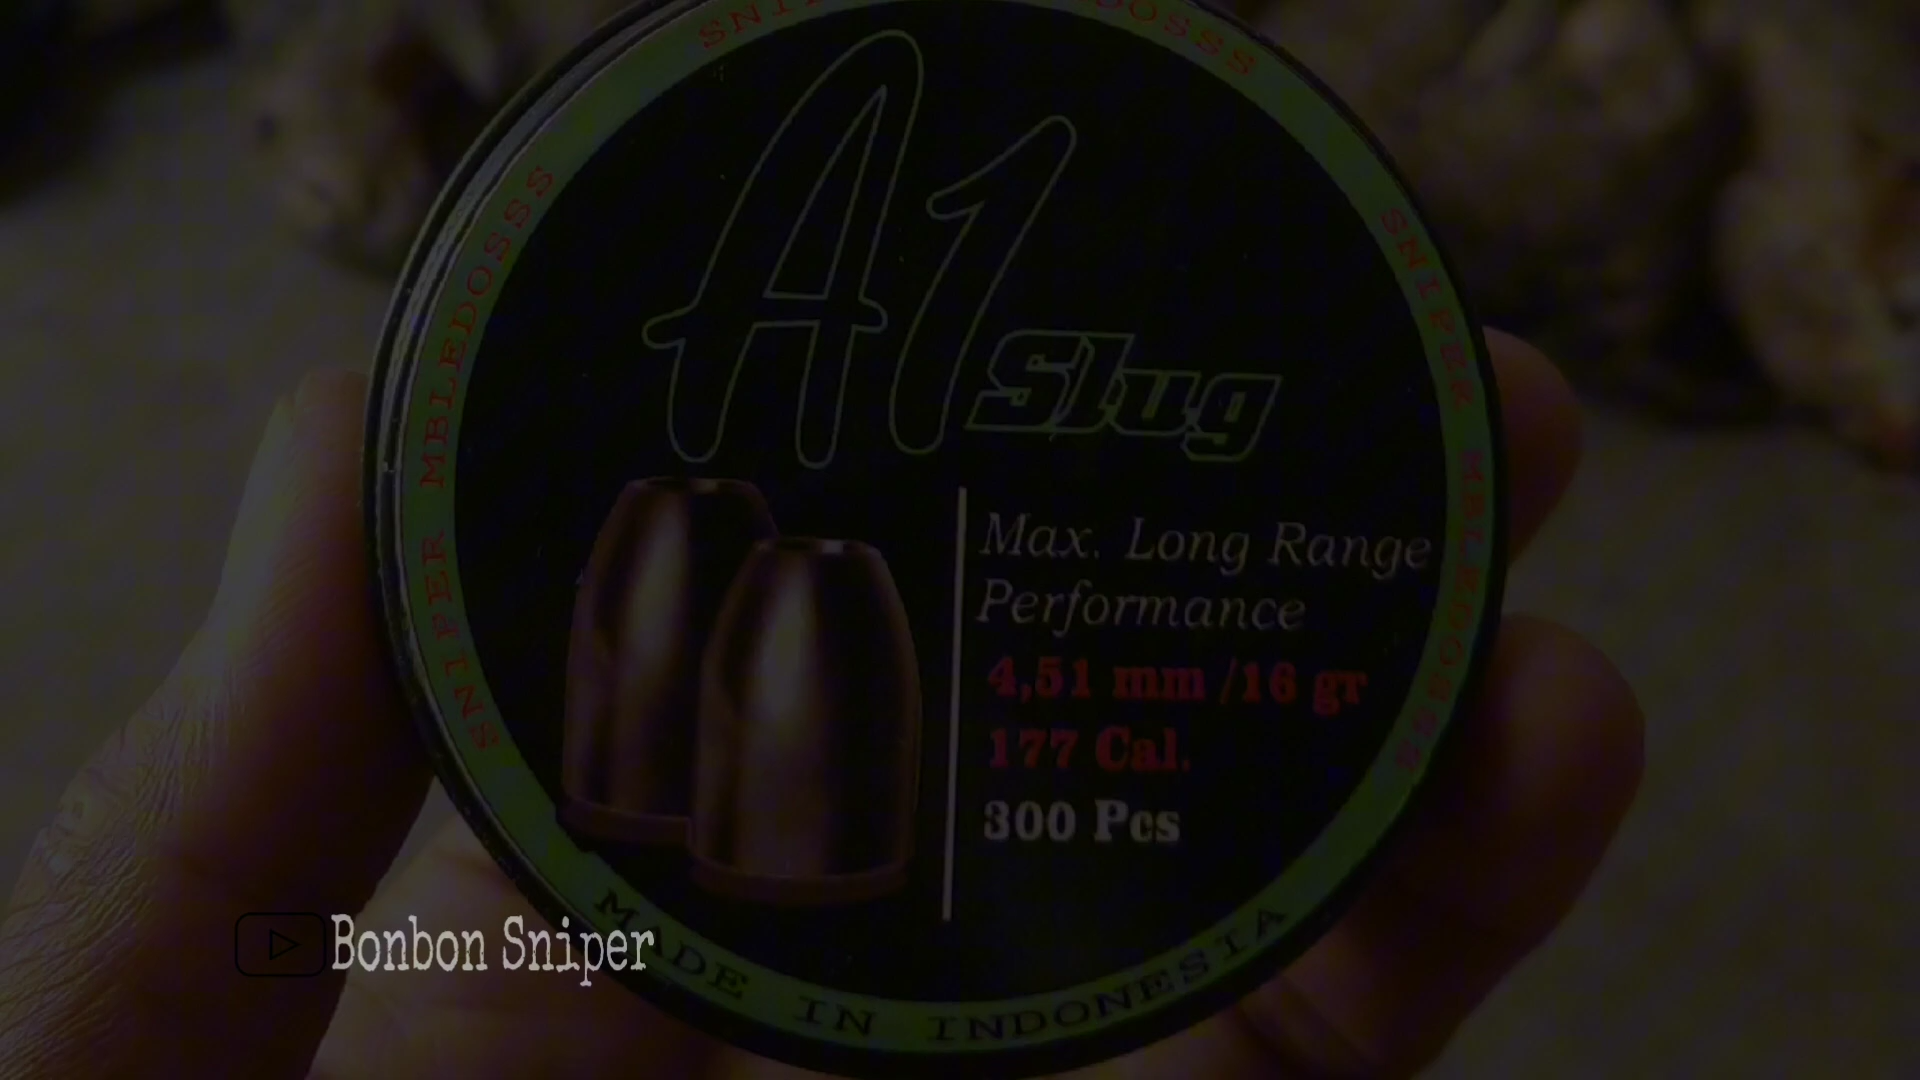 SNIPER MBLEDOSSS
SNIPER MBLEDOSSS
A1
Slug
Max. Long Range
Performance
4,51 mm /16 gr
177 Cal.
300 Pcs
MADE IN INDONESIA
Bonbon Sniper